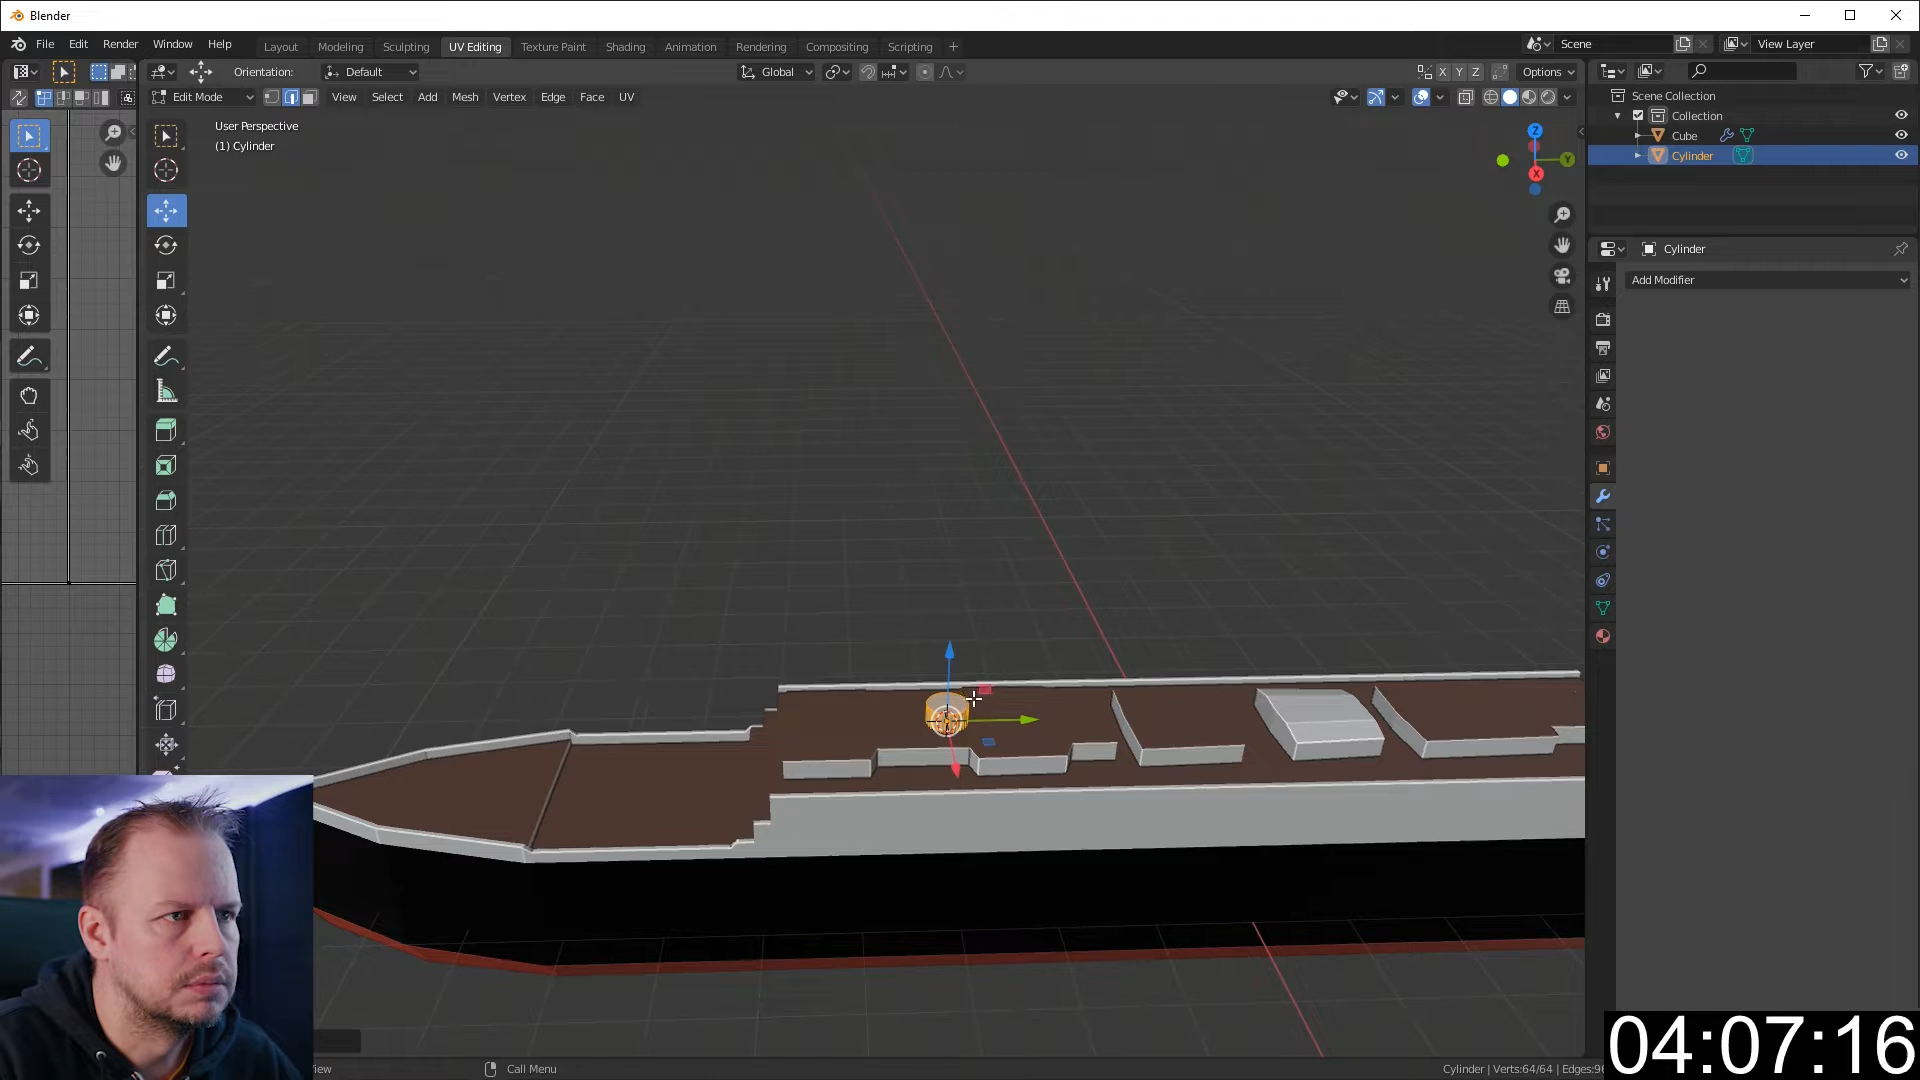 Blender
File Edit Render Window Help
Layout Modeling Sculpting UV Editing Texture Paint Shading Animation Rendering Compositing Scripting
Scene
View Layer
Orientation: Default
Global
X Y Z
Options
Edit Mode
View Select Add Mesh Vertex Edge Face UV
User Perspective
(1) Cylinder
Z
Y
X
Scene Collection
Collection
Cube
Cylinder
Cylinder
Add Modifier
Call Menu
Cylinder | Verts:64/64 |
04:07:16